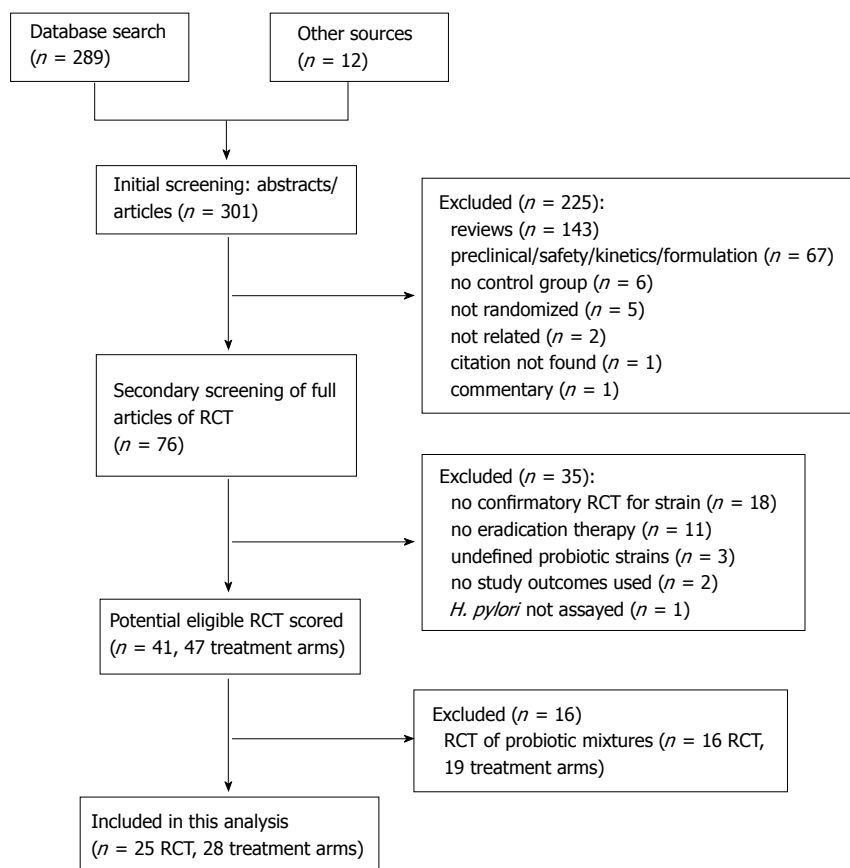 Database search
(n = 289)
Other sources
(n = 12)
Initial screening: abstracts/
articles (n = 301)
Excluded (n = 225):
reviews (n = 143)
preclinical/safety/kinetics/formulation (n = 67)
no control group (n = 6)
not randomized (n = 5)
not related (n = 2)
citation not found (n = 1)
commentary (n = 1)
Secondary screening of full
articles of RCT
(n = 76)
Excluded (n = 35):
no confirmatory RCT for strain (n = 18)
no eradication therapy (n = 11)
undefined probiotic strains (n = 3)
no study outcomes used (n = 2)
H. pylori not assayed (n = 1)
Potential eligible RCT scored
(n = 41, 47 treatment arms)
Excluded (n = 16)
RCT of probiotic mixtures (n = 16 RCT,
19 treatment arms)
Included in this analysis
(n = 25 RCT, 28 treatment arms)